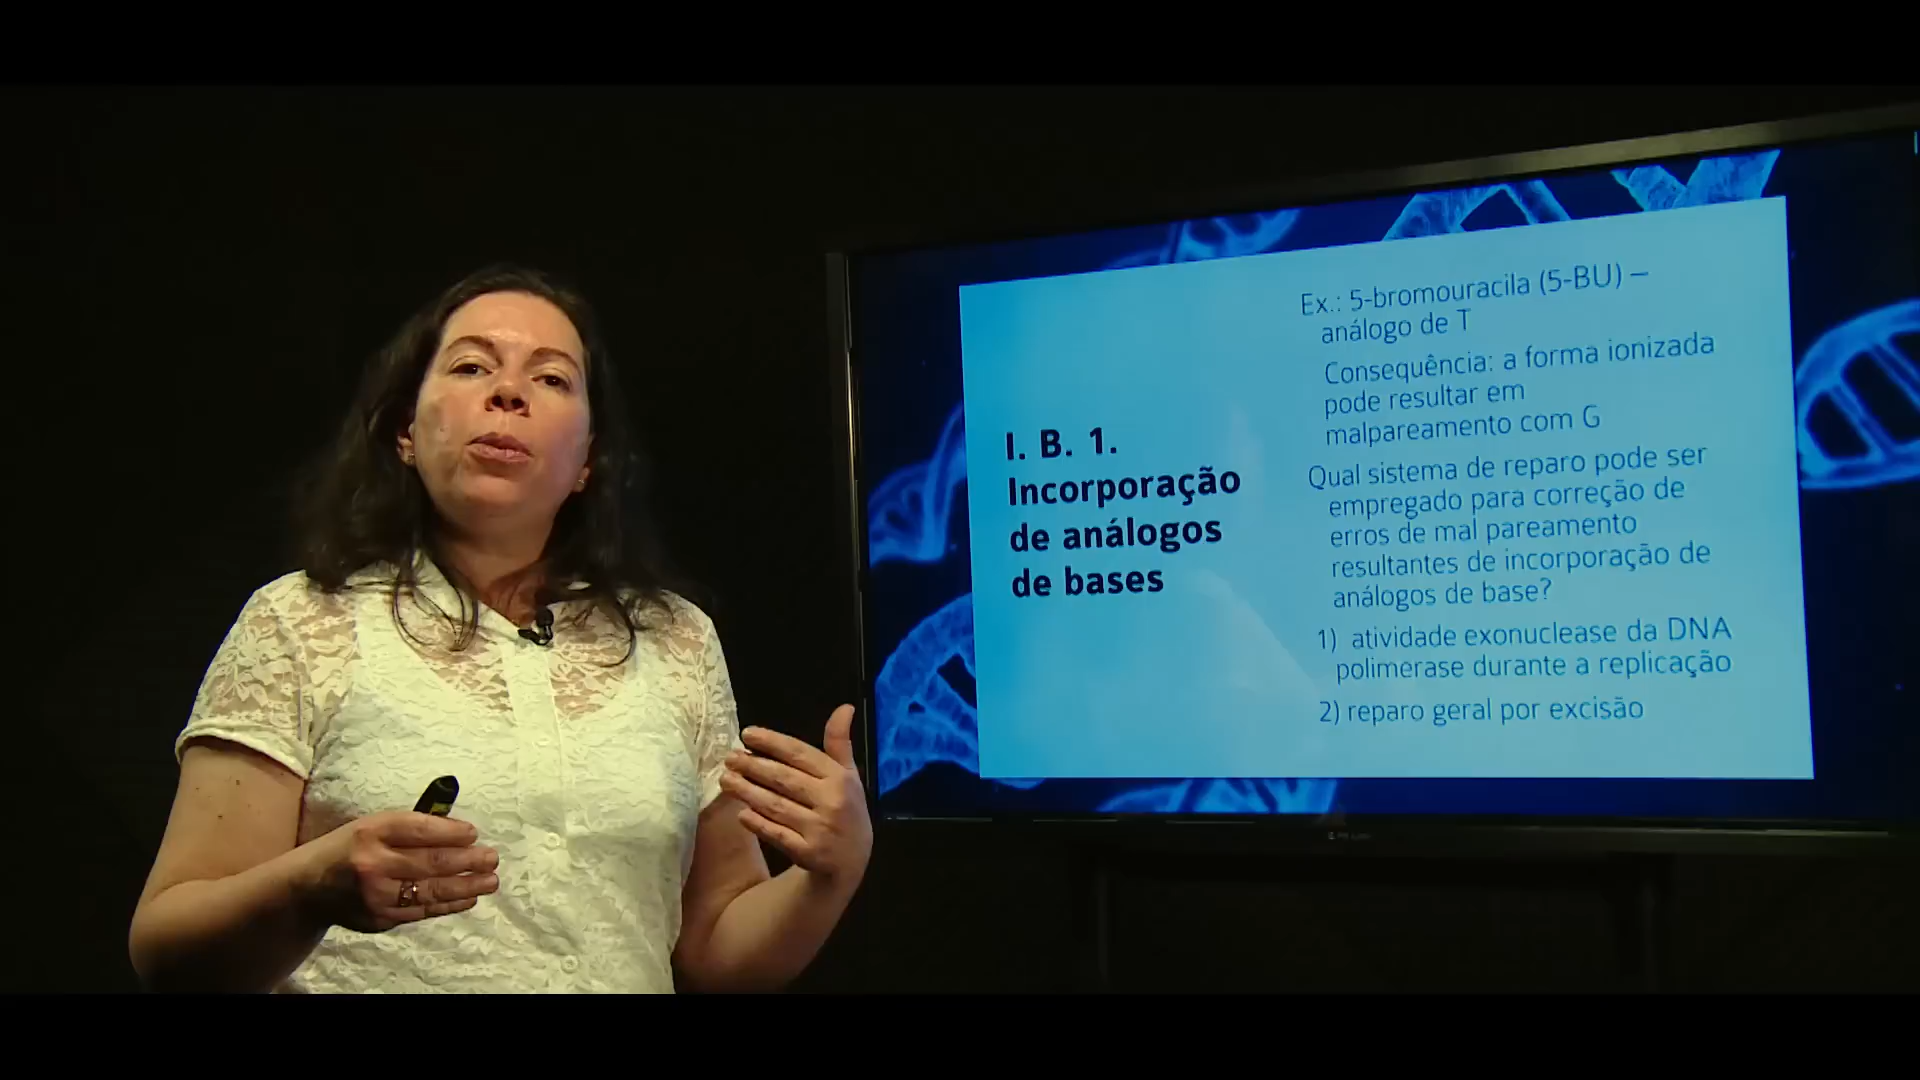 I. B. 1.
Incorporação
de análogos
de bases
Ex.: 5-bromouracila (5-BU) –
análogo de T
Consequência: a forma ionizada
pode resultar em
malpareamento com G
Qual sistema de reparo pode ser
empregado para correção de
erros de mal pareamento
resultantes de incorporação de
análogos de base?
1) atividade exonuclease da DNA
polimerase durante a replicação
2) reparo geral por excisão